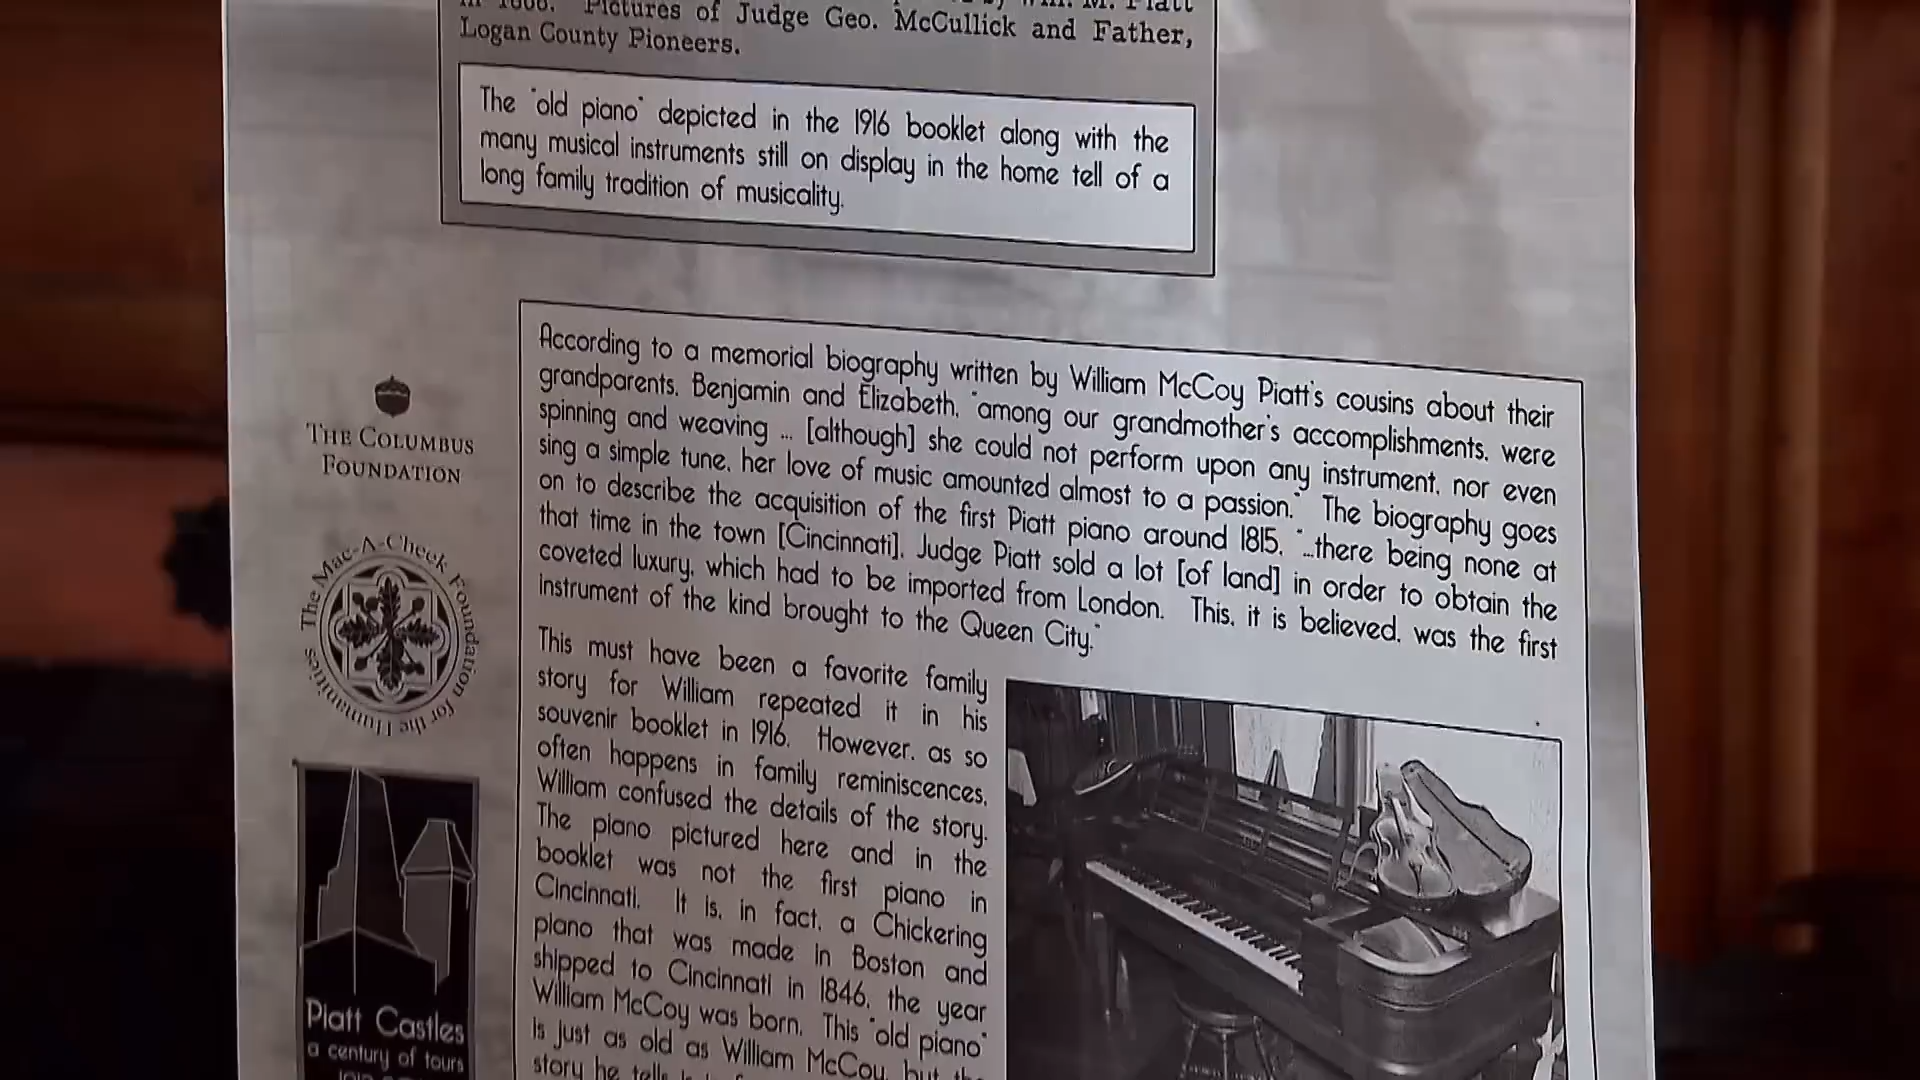 in 1866. Pictures of Judge Geo. McCullick and Father,
Logan County Pioneers.
The "old piano" depicted in the 1916 booklet along with the
many musical instruments still on display in the home tell of a
long family tradition of musicality.
According to a memorial biography written by William McCoy Piatt's cousins about their
grandparents, Benjamin and Elizabeth, "among our grandmother's accomplishments, were
spinning and weaving ... [although] she could not perform upon any instrument, nor even
sing a simple tune, her love of music amounted almost to a passion." The biography goes
on to describe the acquisition of the first Piatt piano around 1815, "...there being none at
that time in the town [Cincinnati], Judge Piatt sold a lot [of land] in order to obtain the
coveted luxury, which had to be imported from London. This, it is believed, was the first
instrument of the kind brought to the Queen City."
This must have been a favorite family
story for William repeated it in his
souvenir booklet in 1916. However, as so
often happens in family reminiscences,
William confused the details of the story.
The piano pictured here and in the
booklet was not the first piano in
Cincinnati. It is, in fact, a Chickering
piano that was made in Boston and
shipped to Cincinnati in 1846, the year
William McCoy was born. This "old piano"
is just as old as William McCoy, but the
story he tells
THE COLUMBUS
FOUNDATION
The Mac-A-Cheek Foundation for the Humanities
Piatt Castles
a century of tours